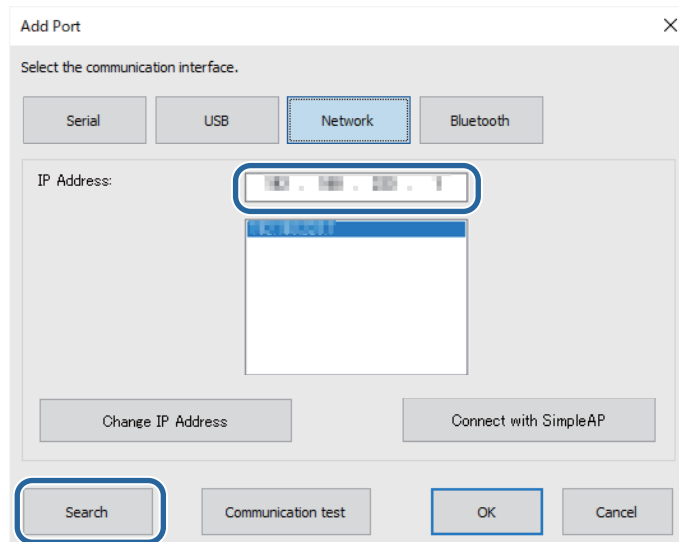 Add Port
Select the communication interface.
Serial USB Network Bluetooth
IP Address:
Change IP Address Connect with SimpleAP
Search Communication test OK Cancel